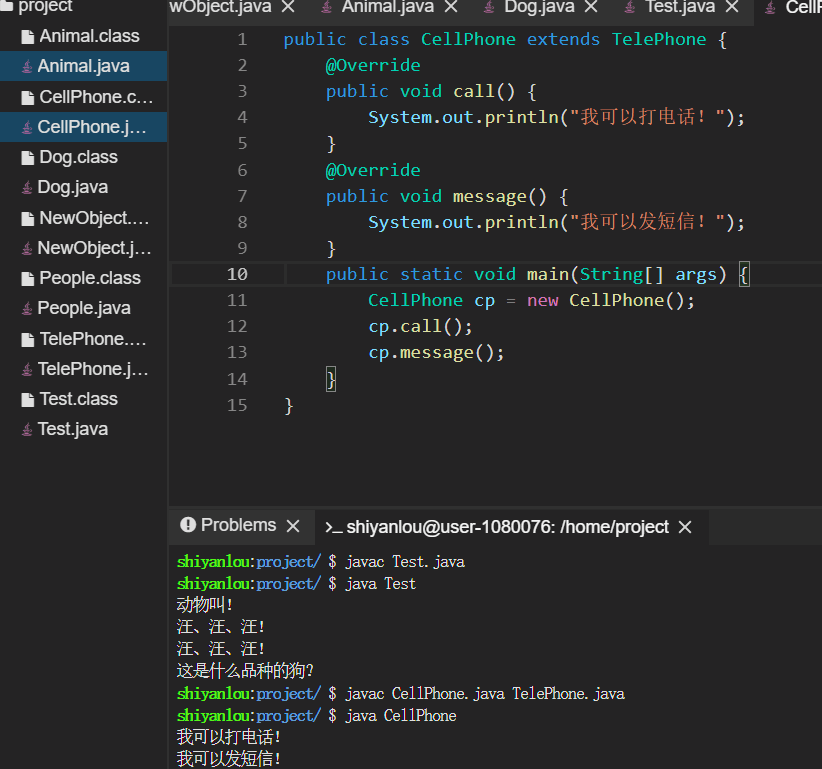 project
wObject.java ✕ Animal.java ✕ Dog.java ✕ Test.java ✕ CellP
Animal.class
Animal.java
CellPhone.c...
CellPhone.j...
Dog.class
Dog.java
NewObject....
NewObject.j...
People.class
People.java
TelePhone....
TelePhone.j...
Test.class
Test.java
1 public class CellPhone extends TelePhone {
2 @Override
3 public void call() {
4 System.out.println("我可以打电话！");
5 }
6 @Override
7 public void message() {
8 System.out.println("我可以发短信！");
9 }
10 public static void main(String[] args) {
11 CellPhone cp = new CellPhone();
12 cp.call();
13 cp.message();
14 }
15 }
Problems ✕ >_ shiyanlou@user-1080076: /home/project ✕
shiyanlou:project/ $ javac Test.java
shiyanlou:project/ $ java Test
动物叫！
汪、汪、汪！
汪、汪、汪！
这是什么品种的狗？
shiyanlou:project/ $ javac CellPhone.java TelePhone.java
shiyanlou:project/ $ java CellPhone
我可以打电话！
我可以发短信！